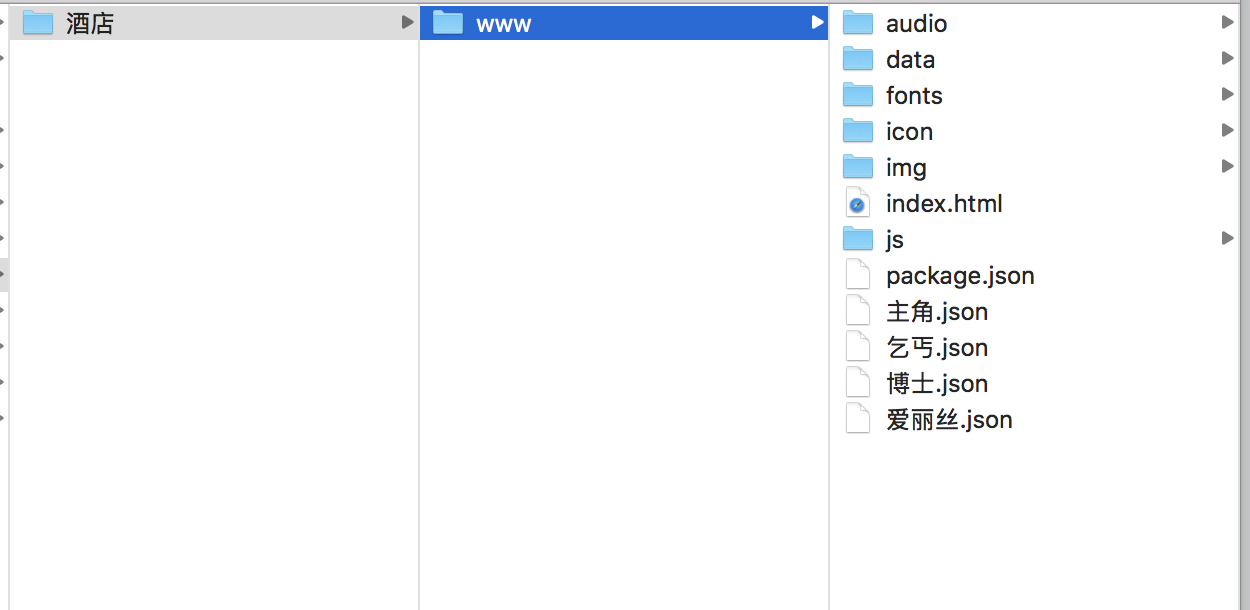 酒店
www
audio
data
fonts
icon
img
index.html
js
package.json
主角.json
乞丐.json
博士.json
爱丽丝.json